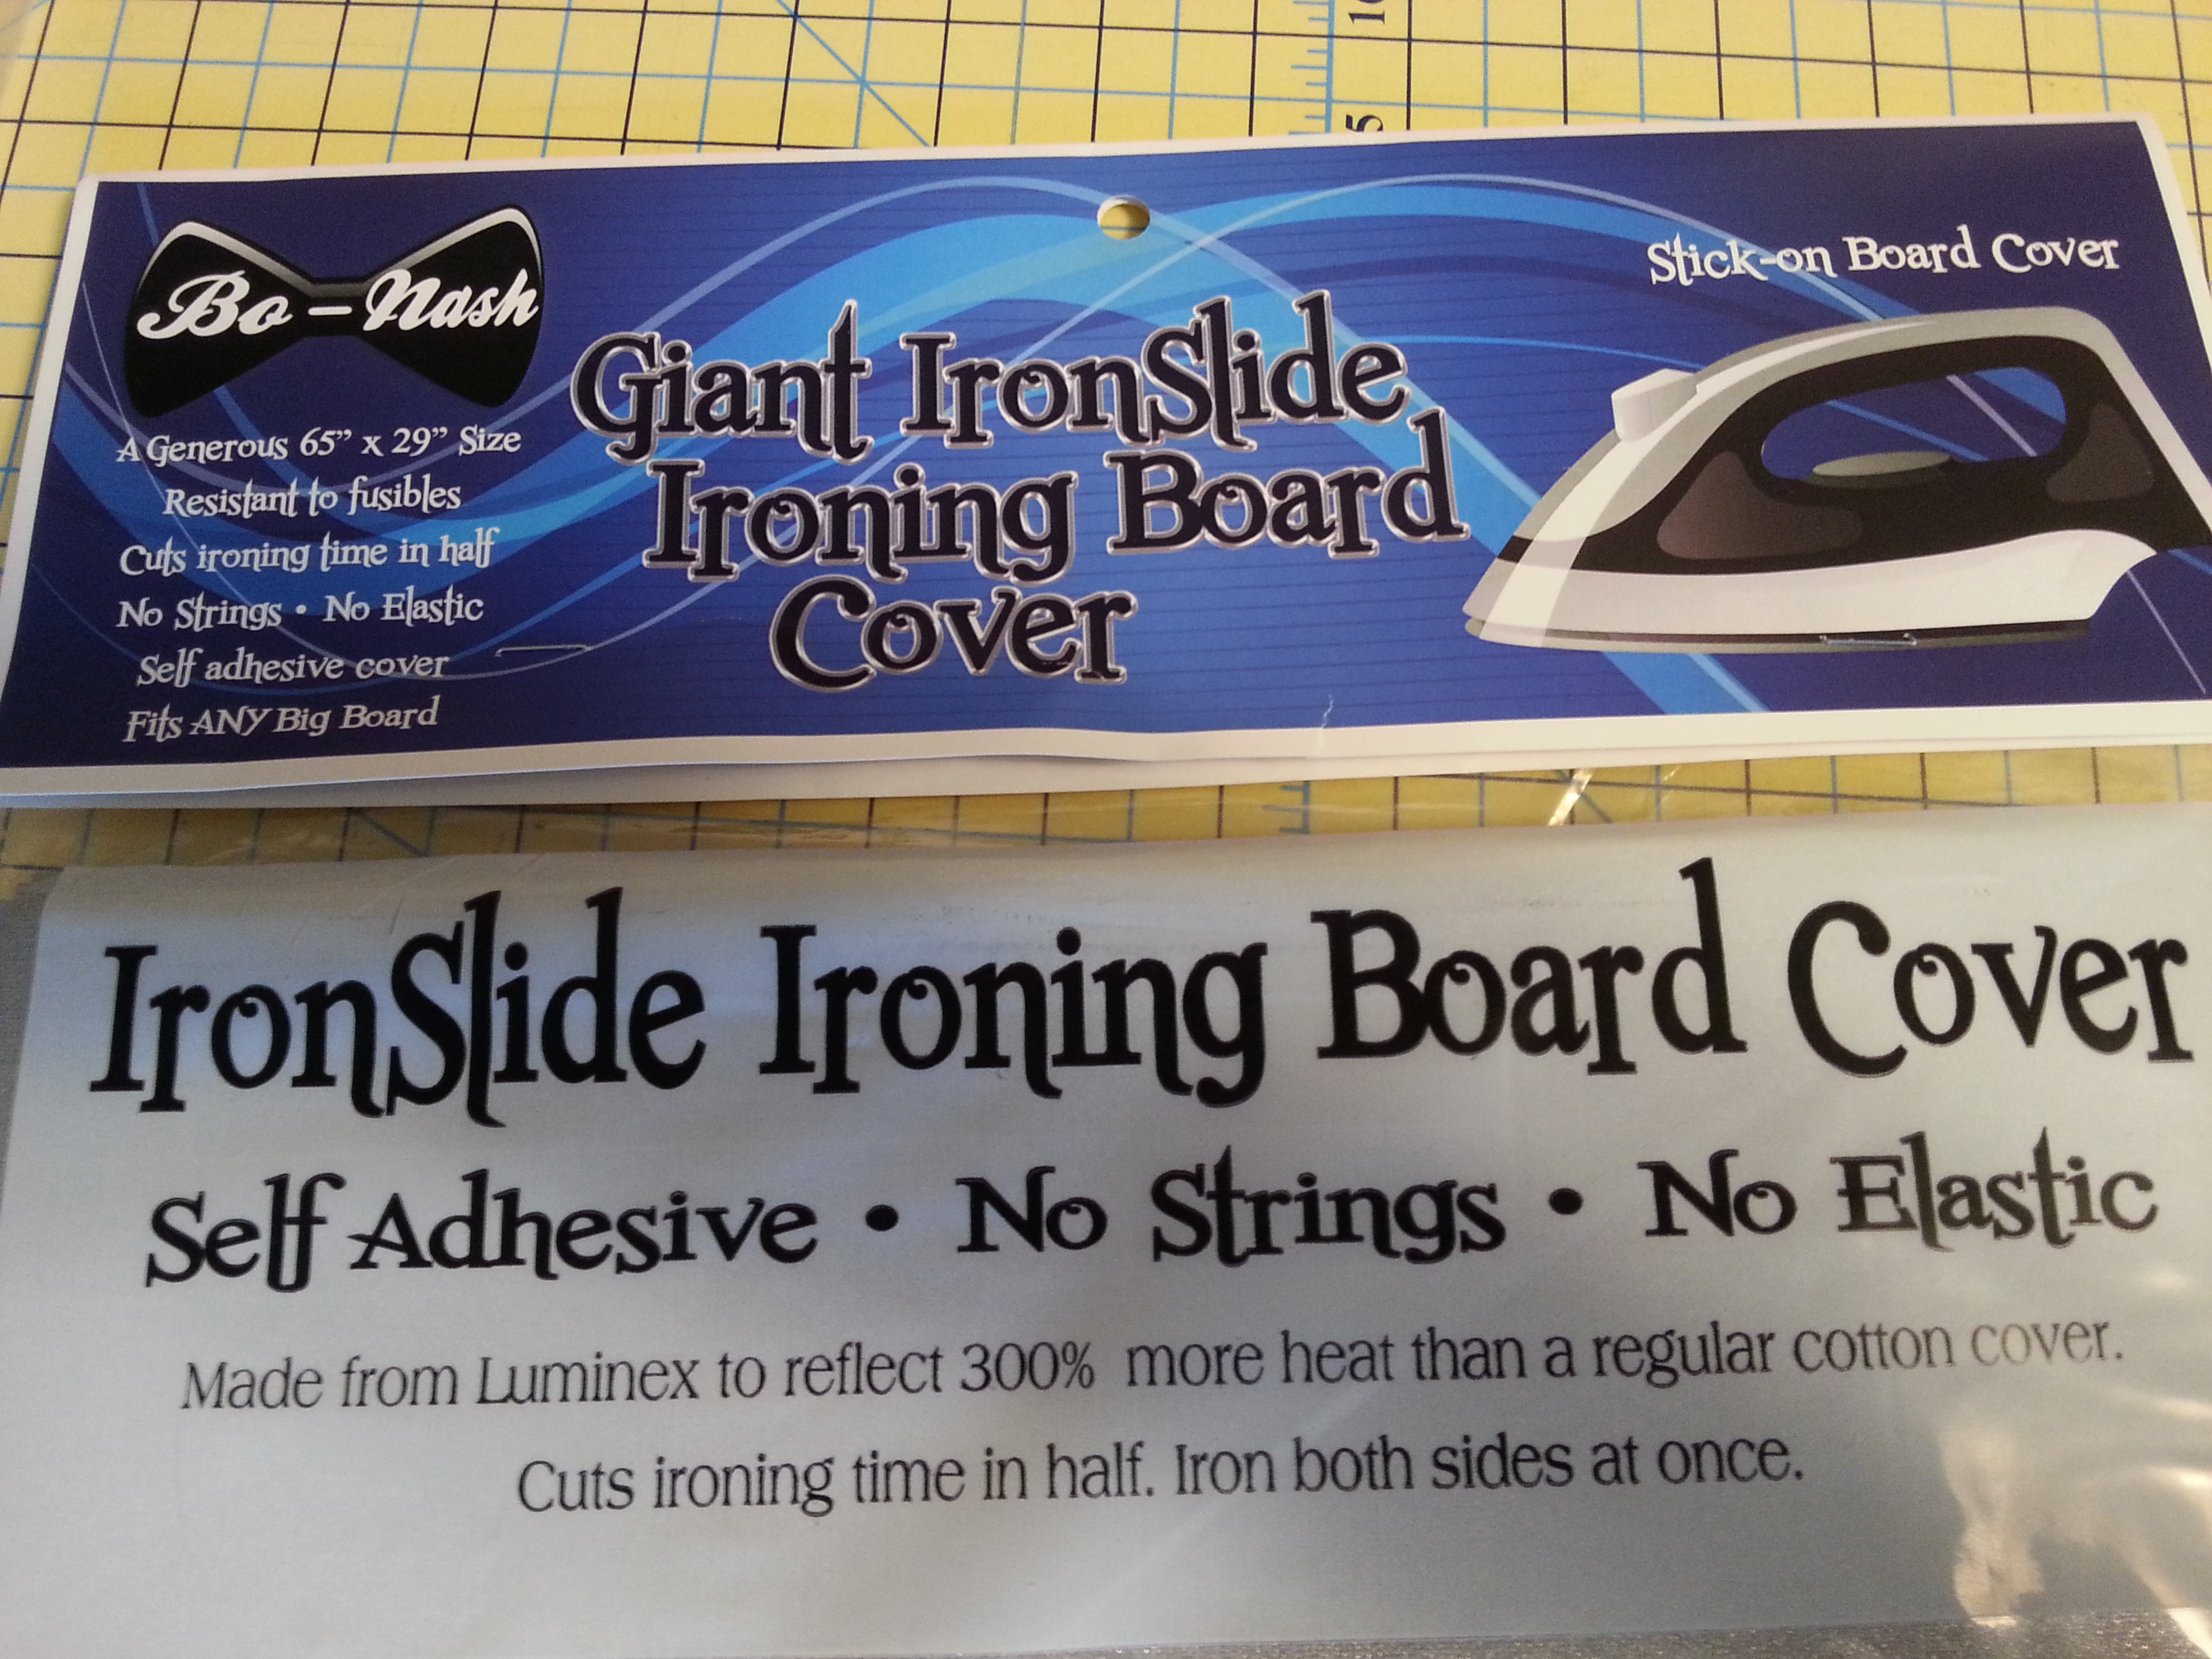 10
5
Bo-Nash
Stick-on Board Cover
Giant IronSlide
Ironing Board
Cover
A Generous 65” x 29” Size
Resistant to fusibles
Cuts ironing time in half
No Strings • No Elastic
Self adhesive cover
Fits ANY Big Board
IronSlide Ironing Board Cover
Self Adhesive • No Strings • No Elastic
Made from Luminex to reflect 300% more heat than a regular cotton cover.
Cuts ironing time in half. Iron both sides at once.